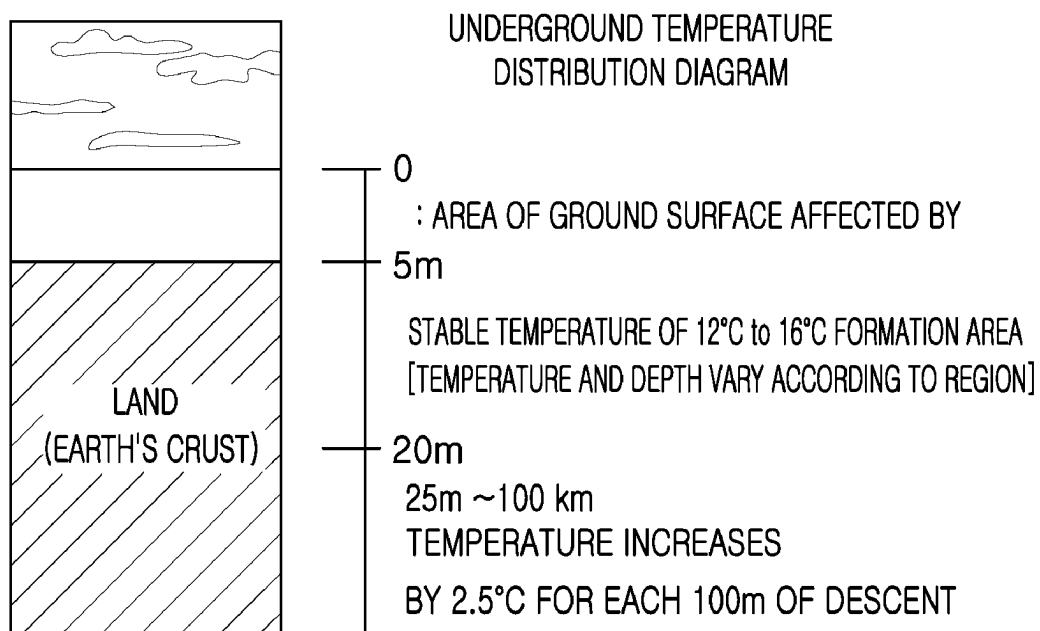 UNDERGROUND TEMPERATURE
DISTRIBUTION DIAGRAM
0
: AREA OF GROUND SURFACE AFFECTED BY
5m
STABLE TEMPERATURE OF 12°C to 16°C FORMATION AREA
[TEMPERATURE AND DEPTH VARY ACCORDING TO REGION]
LAND
(EARTH'S CRUST)
20m
25m ~100 km
TEMPERATURE INCREASES
BY 2.5°C FOR EACH 100m OF DESCENT